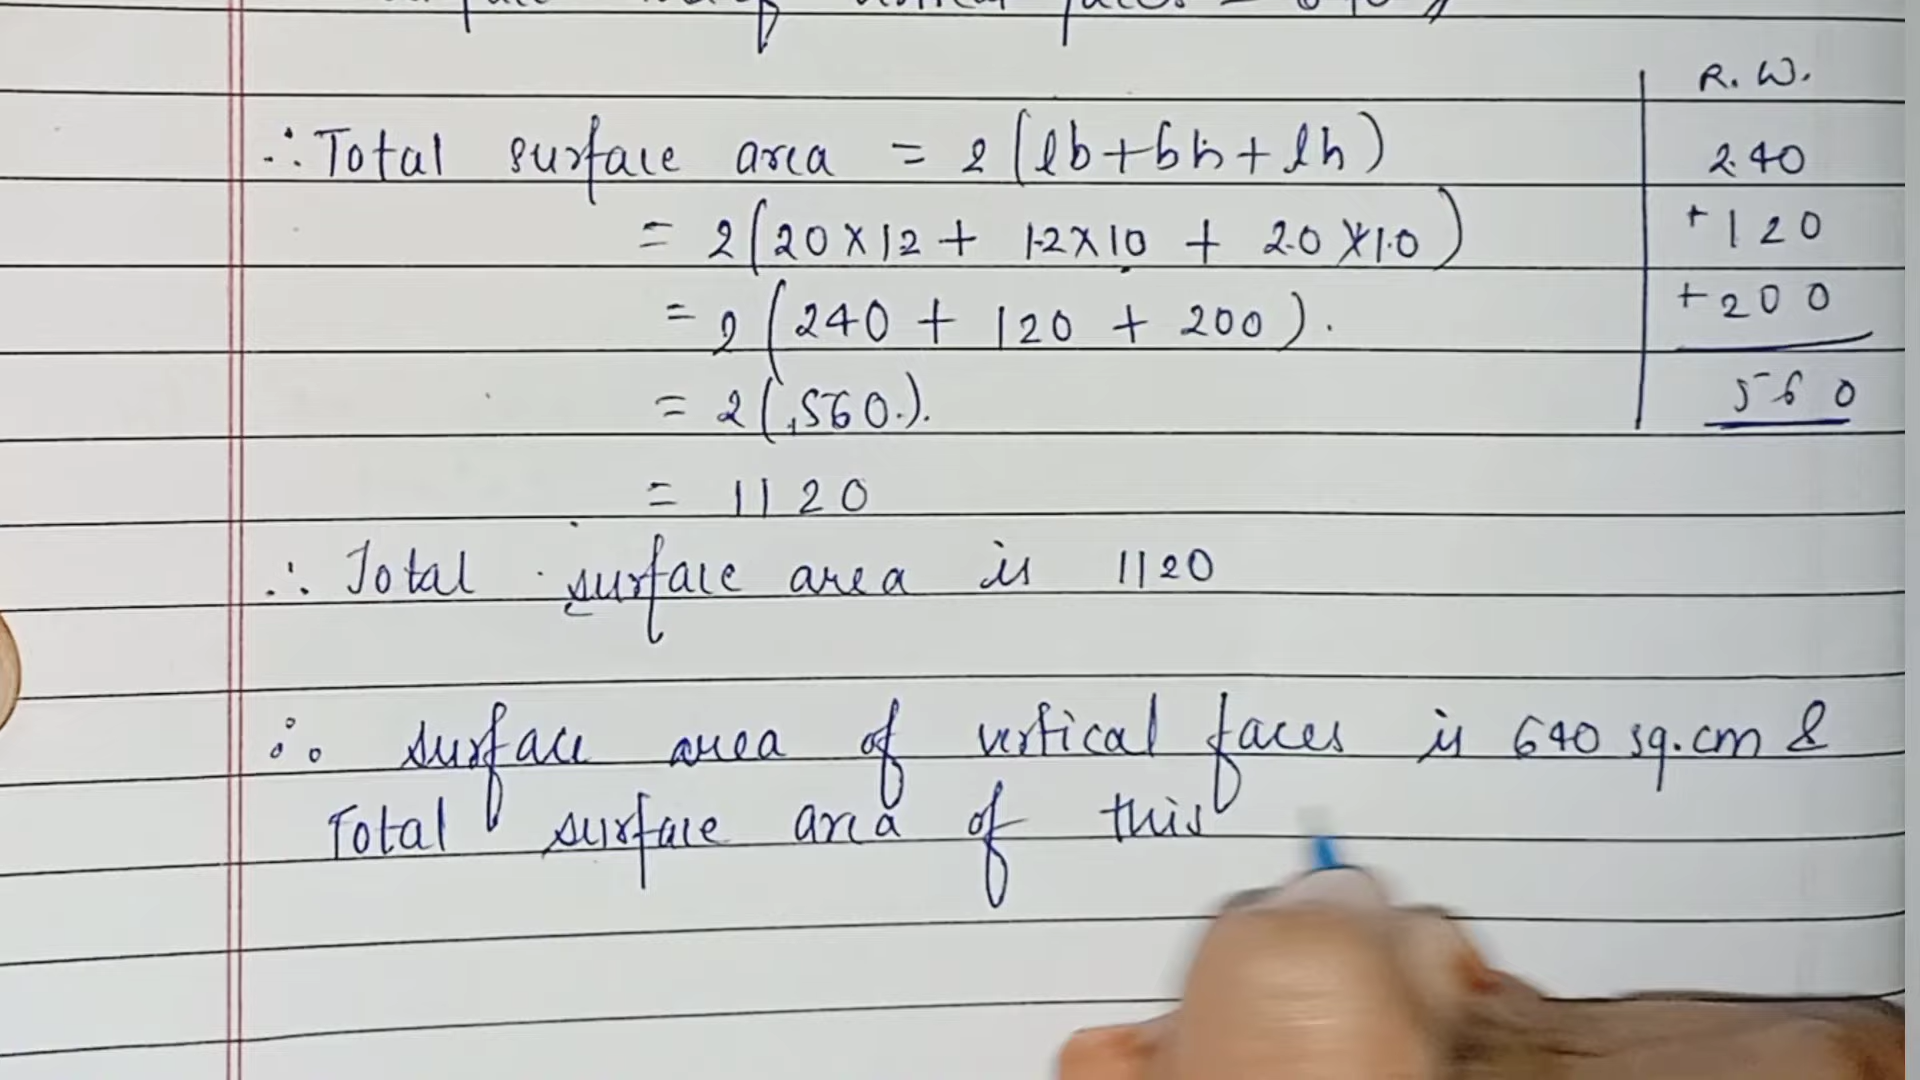 ∴ Total surface area = 2(lb+bh+lh)
= 2(20×12 + 12×10 + 20×10)
= 2(240 + 120 + 200).
= 2(560).
= 1120
∴ Total surface area is 1120
∴ surface area of vertical faces is 640 sq.cm &
Total surface area of this
R.W.
240
+120
+200
560